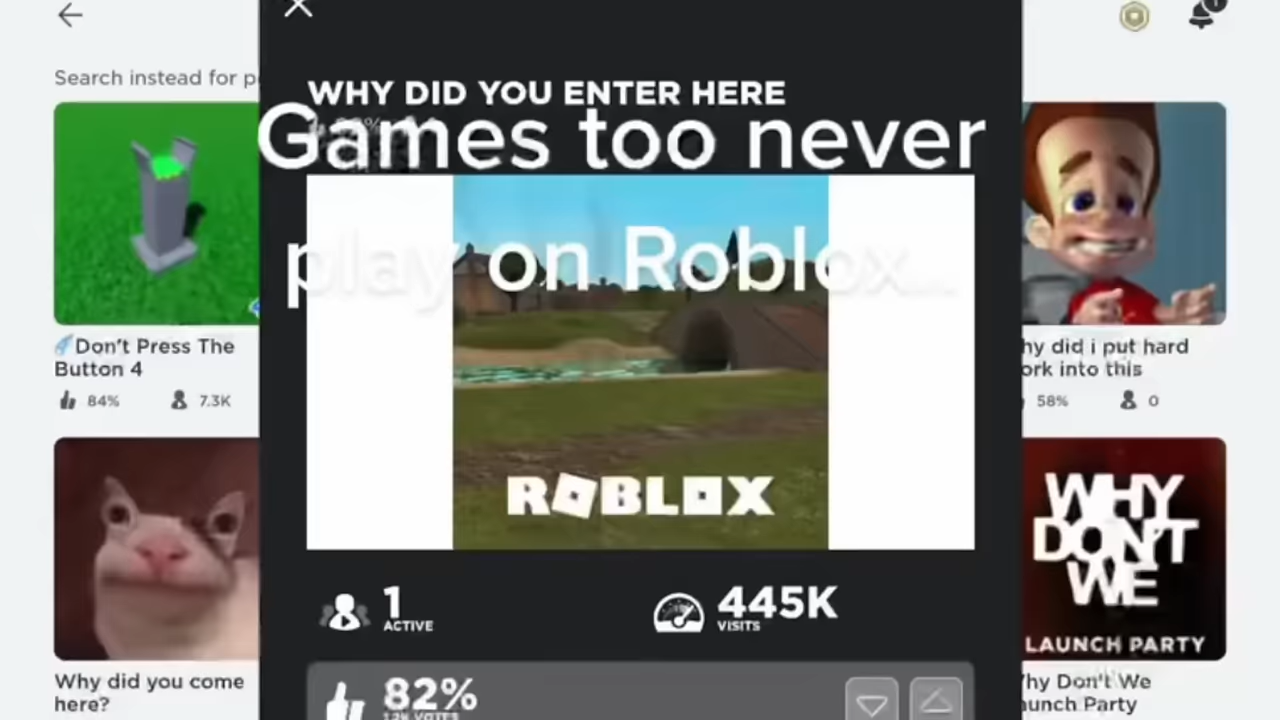 Search instead for
WHY DID YOU ENTER HERE
Games too never
play on Roblox...
ROBLOX
Don't Press The
Button 4
84%
7.3K
hy did i put hard
ork into this
58%
0
1
ACTIVE
445K
VISITS
82%
WHY
DON'T
WE
LAUNCH PARTY
Why did you come
here?
hy Don't We
unch Party